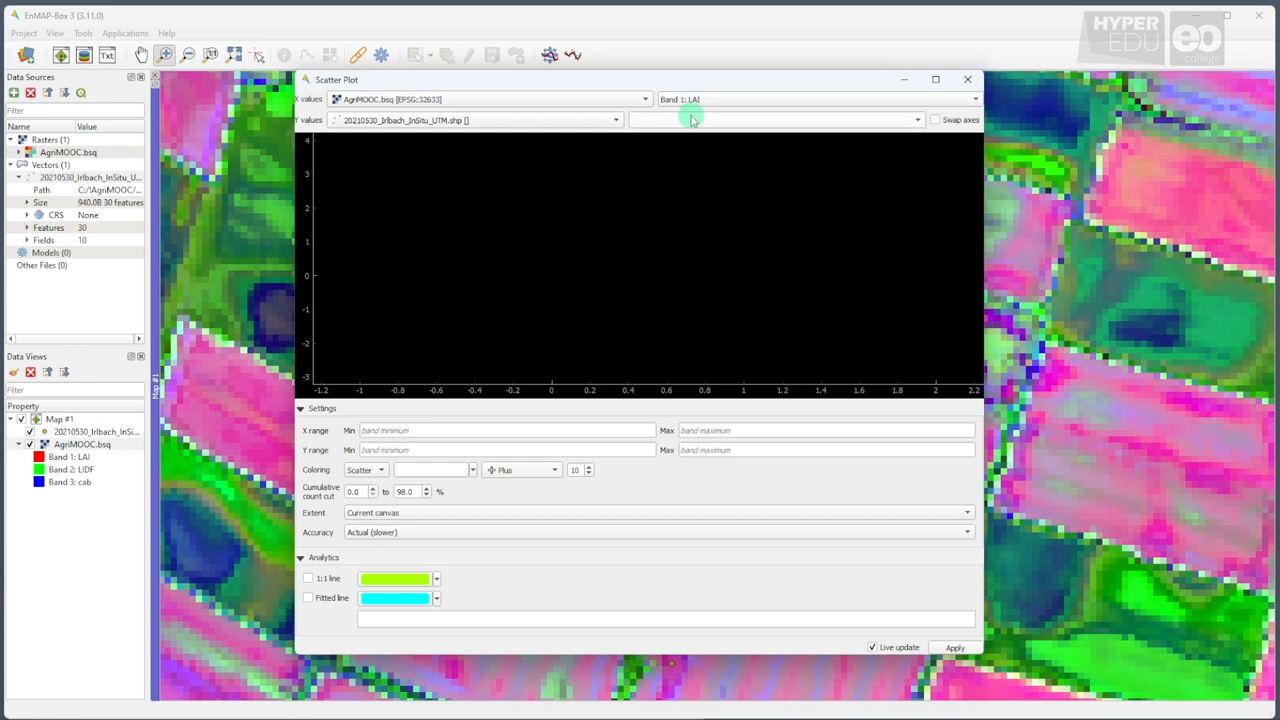 EnMAP-Box 3 (3.11.0)
Project View Tools Applications Help
HYPER EDU eo college
Data Sources
Filter
Name Value
Rasters (1)
AgriMOOC.bsq
Vectors (1)
20210530_Irlbach_InSitu_U...
Path C:/!AgriMOOC/...
Size 940.0B 30 features
CRS None
Features 30
Fields 10
Models (0)
Other Files (0)
Data Views
Filter
Property
Map #1
20210530_Irlbach_InSi...
AgriMOOC.bsq
Band 1: LAI
Band 2: LIDF
Band 3: cab
Map #1
Scatter Plot
X values AgriMOOC.bsq [EPSG:32633] Band 1: LAI
Y values 20210530_Irlbach_InSitu_UTM.shp [] Swap axes
4
3
2
1
0
-1
-2
-3
-1.2 -1 -0.8 -0.6 -0.4 -0.2 0 0.2 0.4 0.6 0.8 1 1.2 1.4 1.6 1.8 2 2.2
Settings
X range Min band minimum Max band maximum
Y range Min band minimum Max band maximum
Coloring Scatter Plus 10
Cumulative count cut 0.0 to 98.0 %
Extent Current canvas
Accuracy Actual (slower)
Analytics
1:1 line
Fitted line
Live update Apply